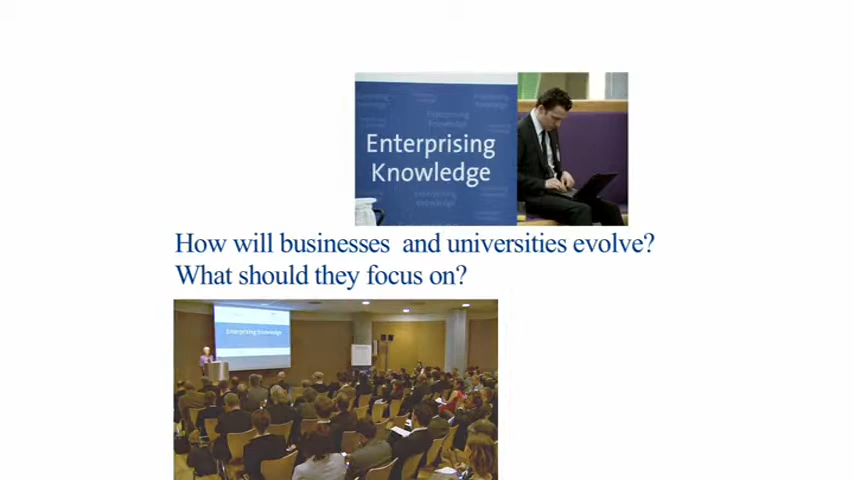 Enterprising
Knowledge
How will businesses and universities evolve?
What should they focus on?
Enterprising Knowledge